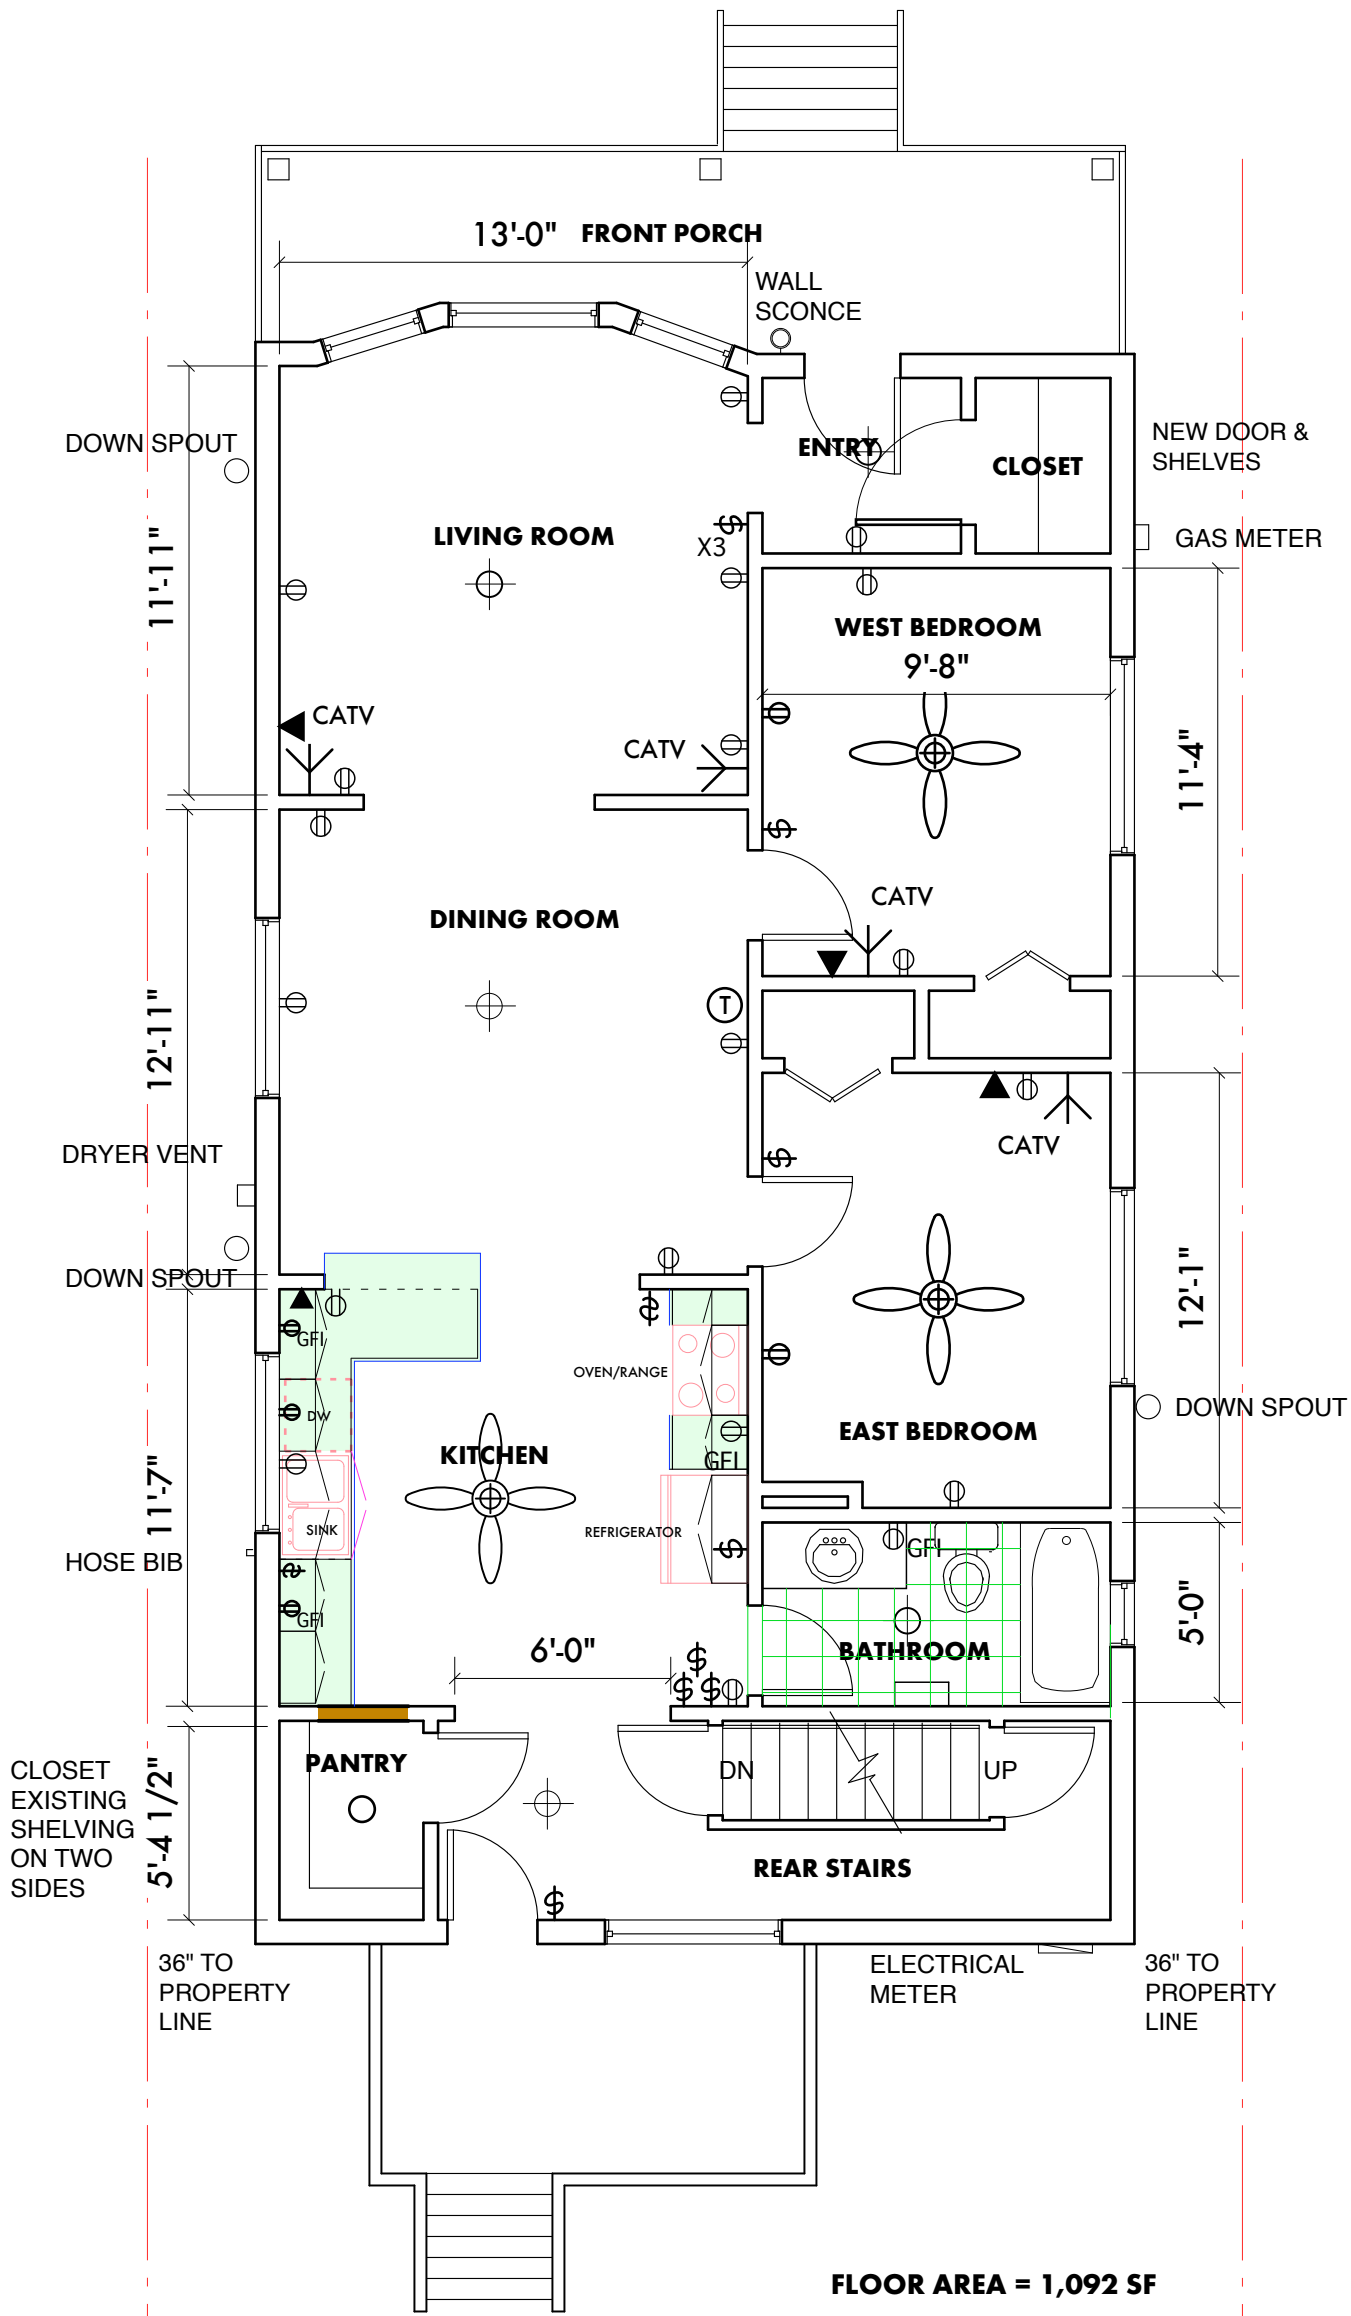 13'-0" FRONT PORCH
WALL
SCONCE
DOWN SPOUT
ENTRY
CLOSET
NEW DOOR &
SHELVES
LIVING ROOM
X3
GAS METER
11'-11"
WEST BEDROOM
9'-8"
CATV
CATV
11'-4"
CATV
DINING ROOM
T
12'-11"
CATV
DRYER VENT
DOWN SPOUT
12'-1"
GFI
OVEN/RANGE
DW
DOWN SPOUT
EAST BEDROOM
KITCHEN
GFI
11'-7"
SINK
REFRIGERATOR
HOSE BIB
GFI
GFI
5'-0"
6'-0"
BATHROOM
PANTRY
DN
UP
CLOSET
EXISTING
SHELVING
ON TWO
SIDES
5'-4 1/2"
REAR STAIRS
36" TO
PROPERTY
LINE
ELECTRICAL
METER
36" TO
PROPERTY
LINE
FLOOR AREA = 1,092 SF